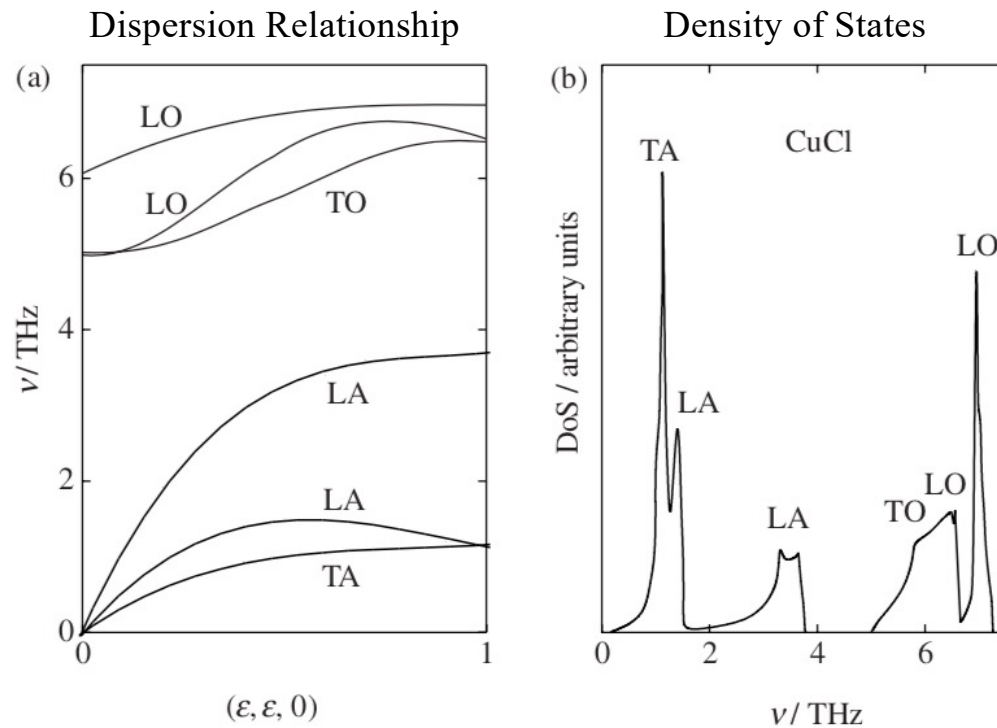 Dispersion Relationship
(a)
LO
LO
TO
LA
LA
TA
6
4
2
0
0
1
ν / THz
(ε, ε, 0)
Density of States
(b)
CuCl
TA
LA
LA
TO
LO
LO
DoS / arbitrary units
0
2
4
6
ν / THz